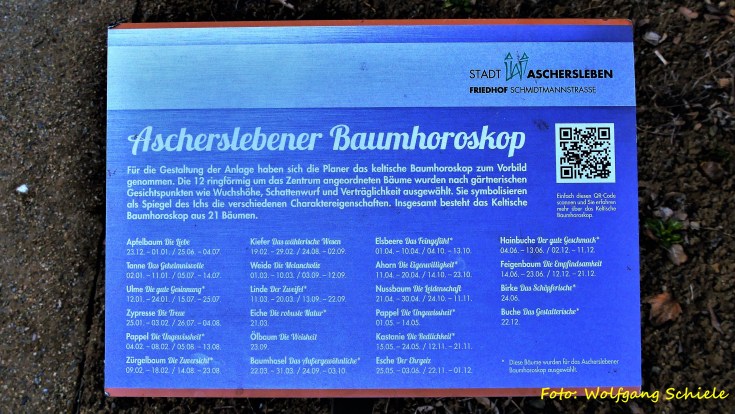 STADT ASCHERSLEBEN
FRIEDHOF SCHMIDTMANNSTRASSE
Ascherslebener Baumhoroskop
Für die Gestaltung der Anlage haben sich die Planer das keltische Baumhoroskop zum Vorbild
genommen. Die 12 ringförmig um das Zentrum angeordneten Bäume wurden nach gärtnerischen
Gesichtspunkten wie Wuchshöhe, Schattenwurf und Verträglichkeit ausgewählt. Sie symbolisieren
als Spiegel des Ichs die verschiedenen Charaktereigenschaften. Insgesamt besteht das Keltische
Baumhoroskop aus 21 Bäumen.
Einfach diesen QR-Code
scannen und Sie erfahren
mehr über das Keltische
Baumhoroskop.
Apfelbaum Die Liebe
23.12. – 01.01. / 25.06. – 04.07.
Tanne Das Geheimnisvolle
02.01. – 11.01. / 05.07. – 14.07.
Ulme Die gute Gesinnung*
12.01. – 24.01. / 15.07. – 25.07.
Zypresse Die Treue
25.01. – 03.02. / 26.07. – 04.08.
Pappel Die Ungewissheit*
04.02. – 08.02. / 05.08. – 13.08.
Zürgelbaum Die Zuversicht*
09.02. – 18.02. / 14.08. – 23.08.
Kiefer Das wählerische Wesen
19.02. – 29.02. / 24.08. – 02.09.
Weide Die Melancholie
01.03. – 10.03. / 03.09. – 12.09.
Linde Der Zweifel*
11.03. – 20.03. / 13.09. – 22.09.
Eiche Die robuste Natur*
21.03.
Ölbaum Die Weisheit
23.09.
Baumhasel Das Außergewöhnliche*
22.03. – 31.03. / 24.09. – 03.10.
Elsbeere Das Feingefühl*
01.04. – 10.04. / 04.10. – 13.10.
Ahorn Die Eigenwilligkeit*
11.04. – 20.04. / 14.10. – 23.10.
Nussbaum Die Leidenschaft
21.04. – 30.04. / 24.10. – 11.11.
Pappel Die Ungewissheit*
01.05. – 14.05.
Kastanie Die Redlichkeit*
15.05. – 24.05. / 12.11. – 21.11.
Esche Der Ehrgeiz
25.05. – 03.06. / 22.11. – 01.12.
Hainbuche Der gute Geschmack*
04.06. – 13.06. / 02.12. – 11.12.
Feigenbaum Die Empfindsamkeit
14.06. – 23.06. / 12.12. – 21.12.
Birke Das Schöpferische*
24.06.
Buche Das Gestalterische*
22.12.
* Diese Bäume wurden für das Ascherslebener
Baumhoroskop ausgewählt.
Foto: Wolfgang Schiele